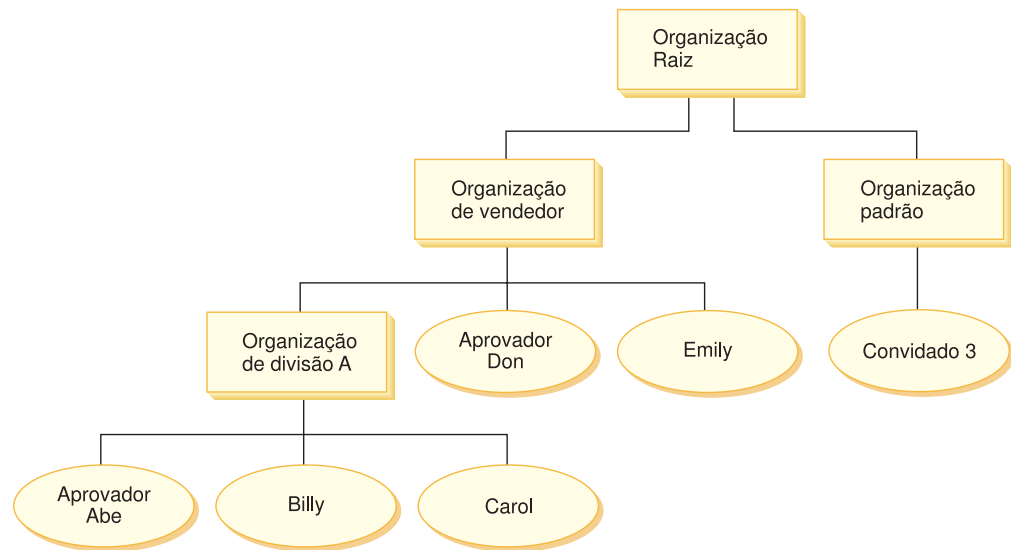 Organização
Raiz
Organização
de vendedor
Organização
padrão
Organização
de divisão A
Aprovador
Don
Emily
Convidado 3
Aprovador
Abe
Billy
Carol